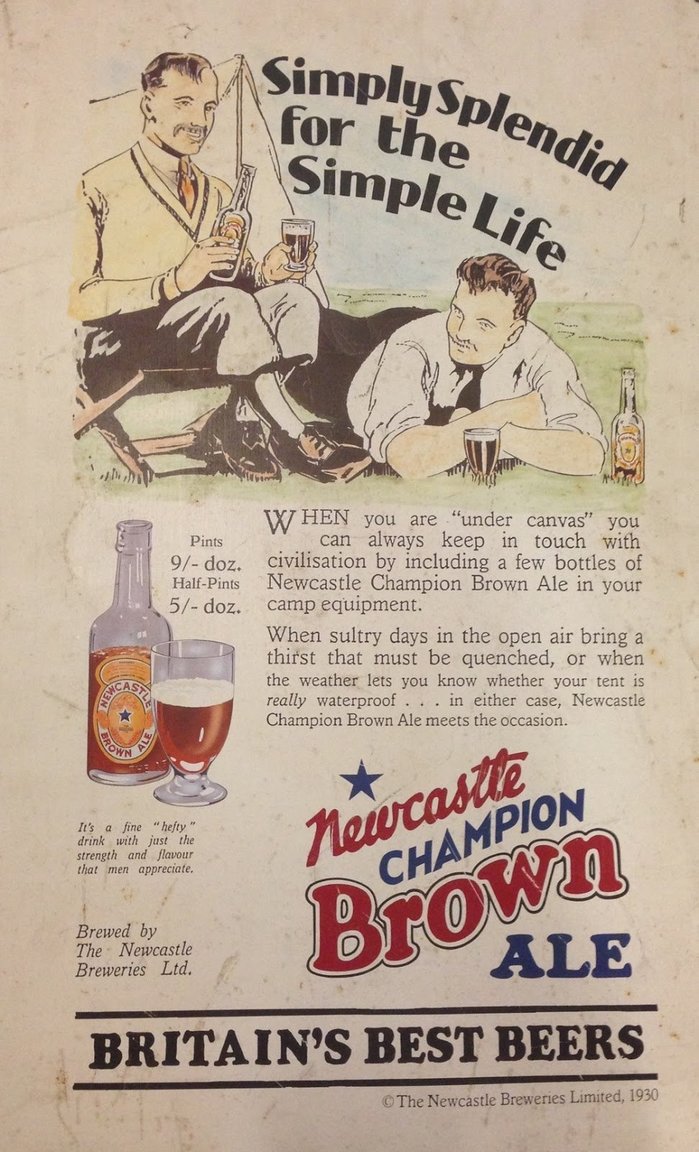 Simply Splendid
for the
Simple Life
Pints
9/- doz.
Half-Pints
5/- doz.
WHEN you are "under canvas" you
can always keep in touch with
civilisation by including a few bottles of
Newcastle Champion Brown Ale in your
camp equipment.
When sultry days in the open air bring a
thirst that must be quenched, or when
the weather lets you know whether your tent is
really waterproof . . . in either case, Newcastle
Champion Brown Ale meets the occasion.
NEWCASTLE
BROWN ALE
It's a fine "hefty"
drink with just the
strength and flavour
that men appreciate.
Brewed by
The Newcastle
Breweries Ltd.
Newcastle
CHAMPION
Brown
ALE
BRITAIN'S BEST BEERS
© The Newcastle Breweries Limited, 1930